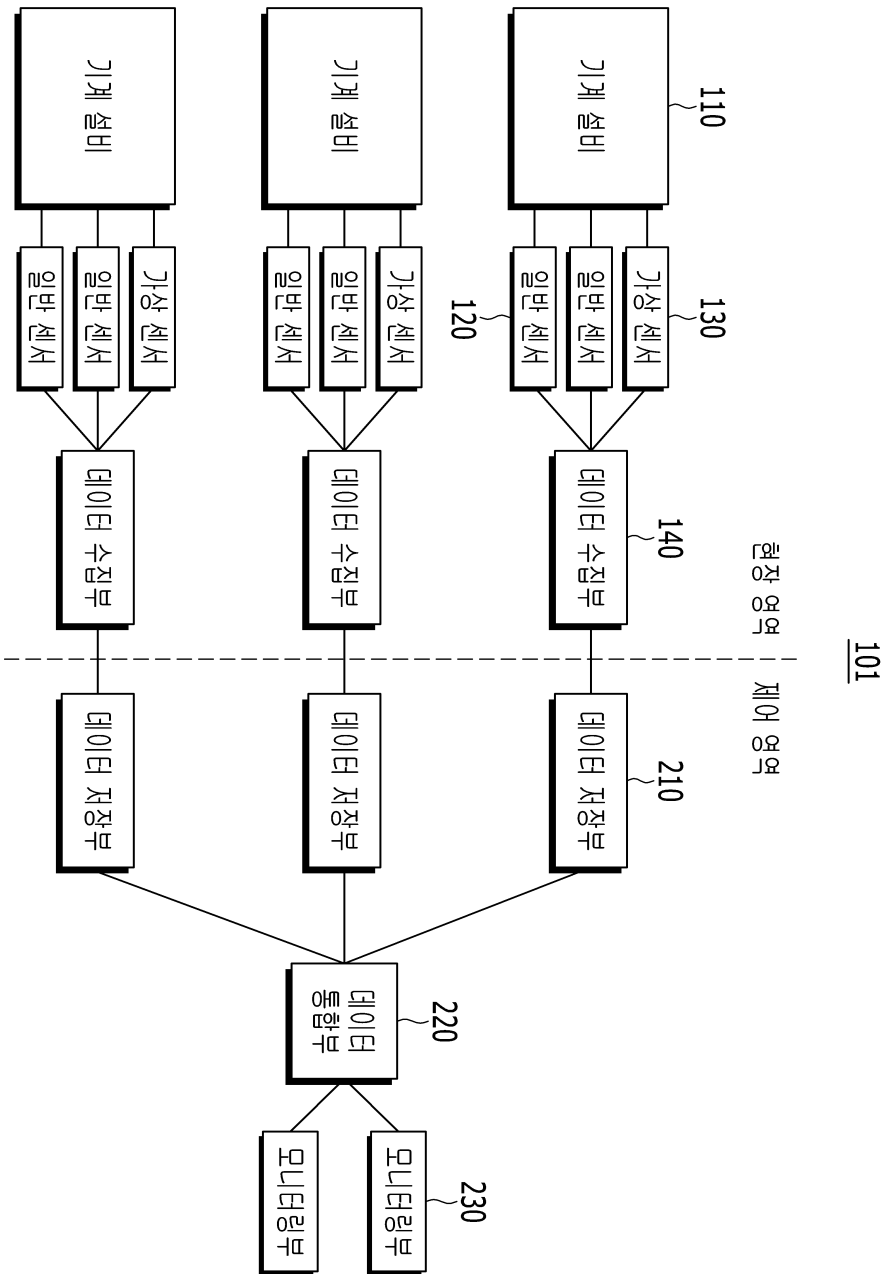 101
현장 영역
제어 영역
110
130
140
210
기계 설비
가상 센서
일반 센서
일반 센서
데이터 수집부
데이터 저장부
120
220
230
기계 설비
가상 센서
일반 센서
일반 센서
데이터 수집부
데이터 저장부
데이터
통합부
모니터링부
모니터링부
기계 설비
가상 센서
일반 센서
일반 센서
데이터 수집부
데이터 저장부